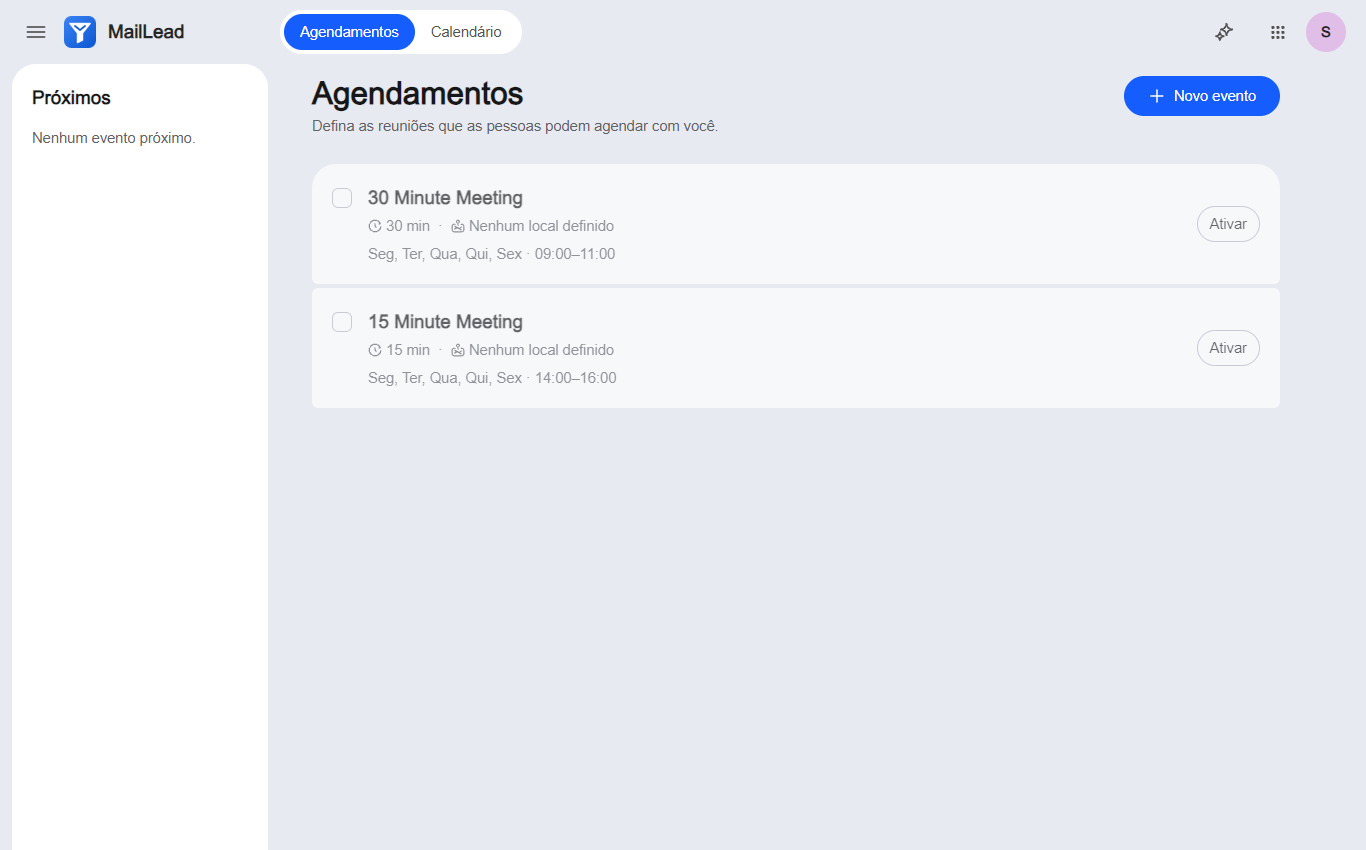 MailLead
Agendamentos
Calendário
S
Próximos
Nenhum evento próximo.
Agendamentos
Defina as reuniões que as pessoas podem agendar com você.
Novo evento
30 Minute Meeting
30 min · Nenhum local definido
Seg, Ter, Qua, Qui, Sex · 09:00–11:00
Ativar
15 Minute Meeting
15 min · Nenhum local definido
Seg, Ter, Qua, Qui, Sex · 14:00–16:00
Ativar